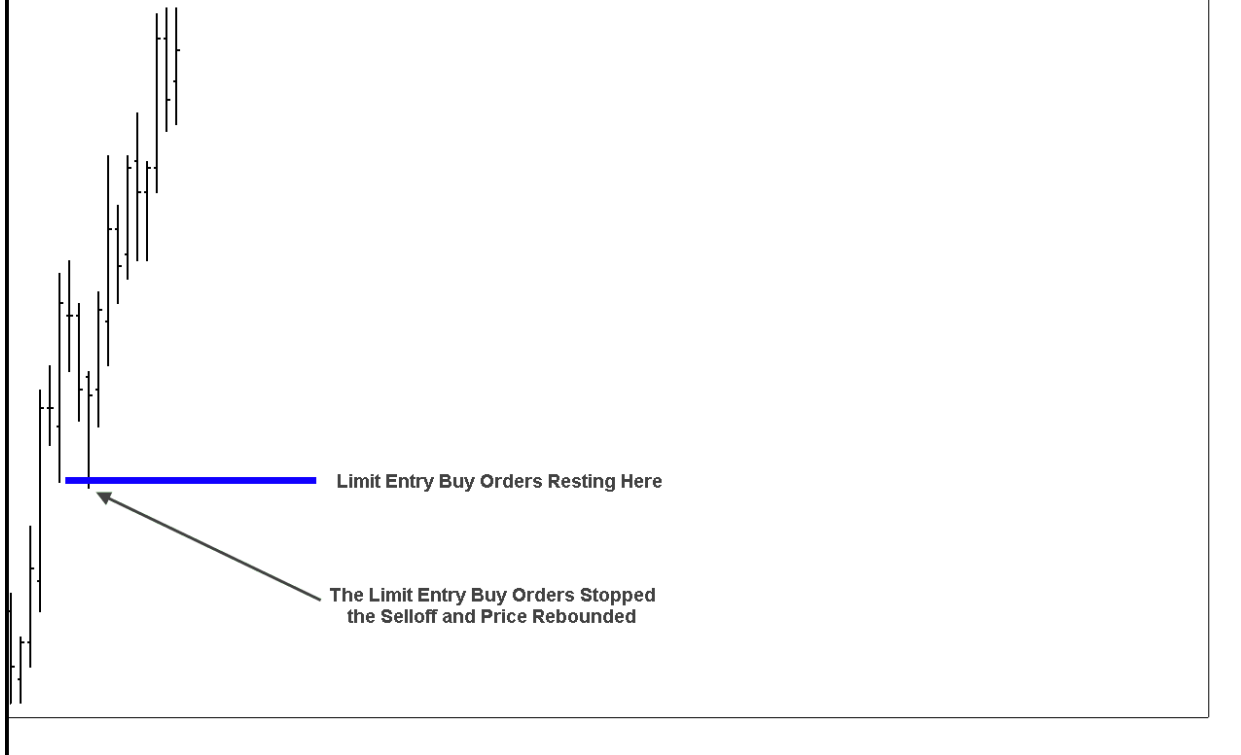 Limit Entry Buy Orders Resting Here
The Limit Entry Buy Orders Stopped
the Selloff and Price Rebounded